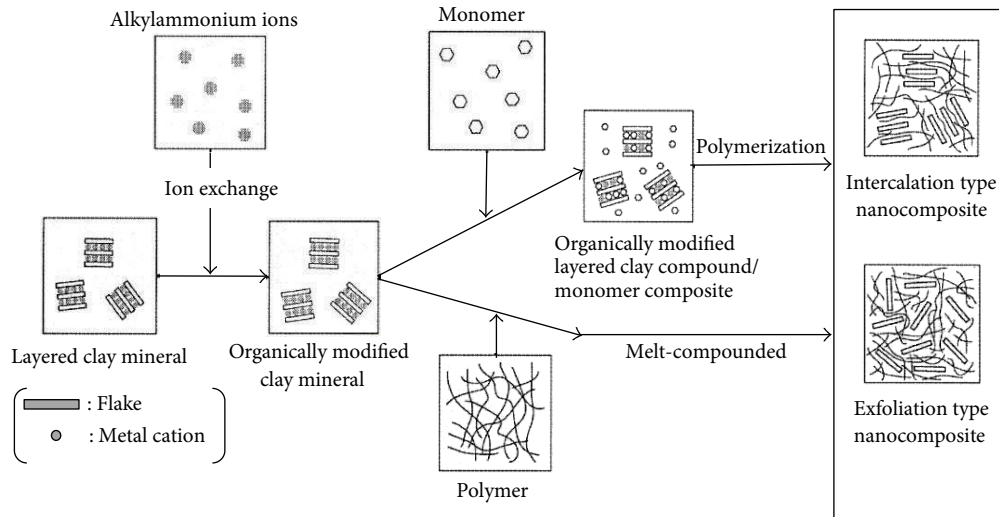 Alkylammonium ions
Monomer
Ion exchange
Polymerization
Intercalation type
nanocomposite
Organically modified
layered clay compound/
monomer composite
Layered clay mineral
Organically modified
clay mineral
Melt-compounded
: Flake
: Metal cation
Exfoliation type
nanocomposite
Polymer